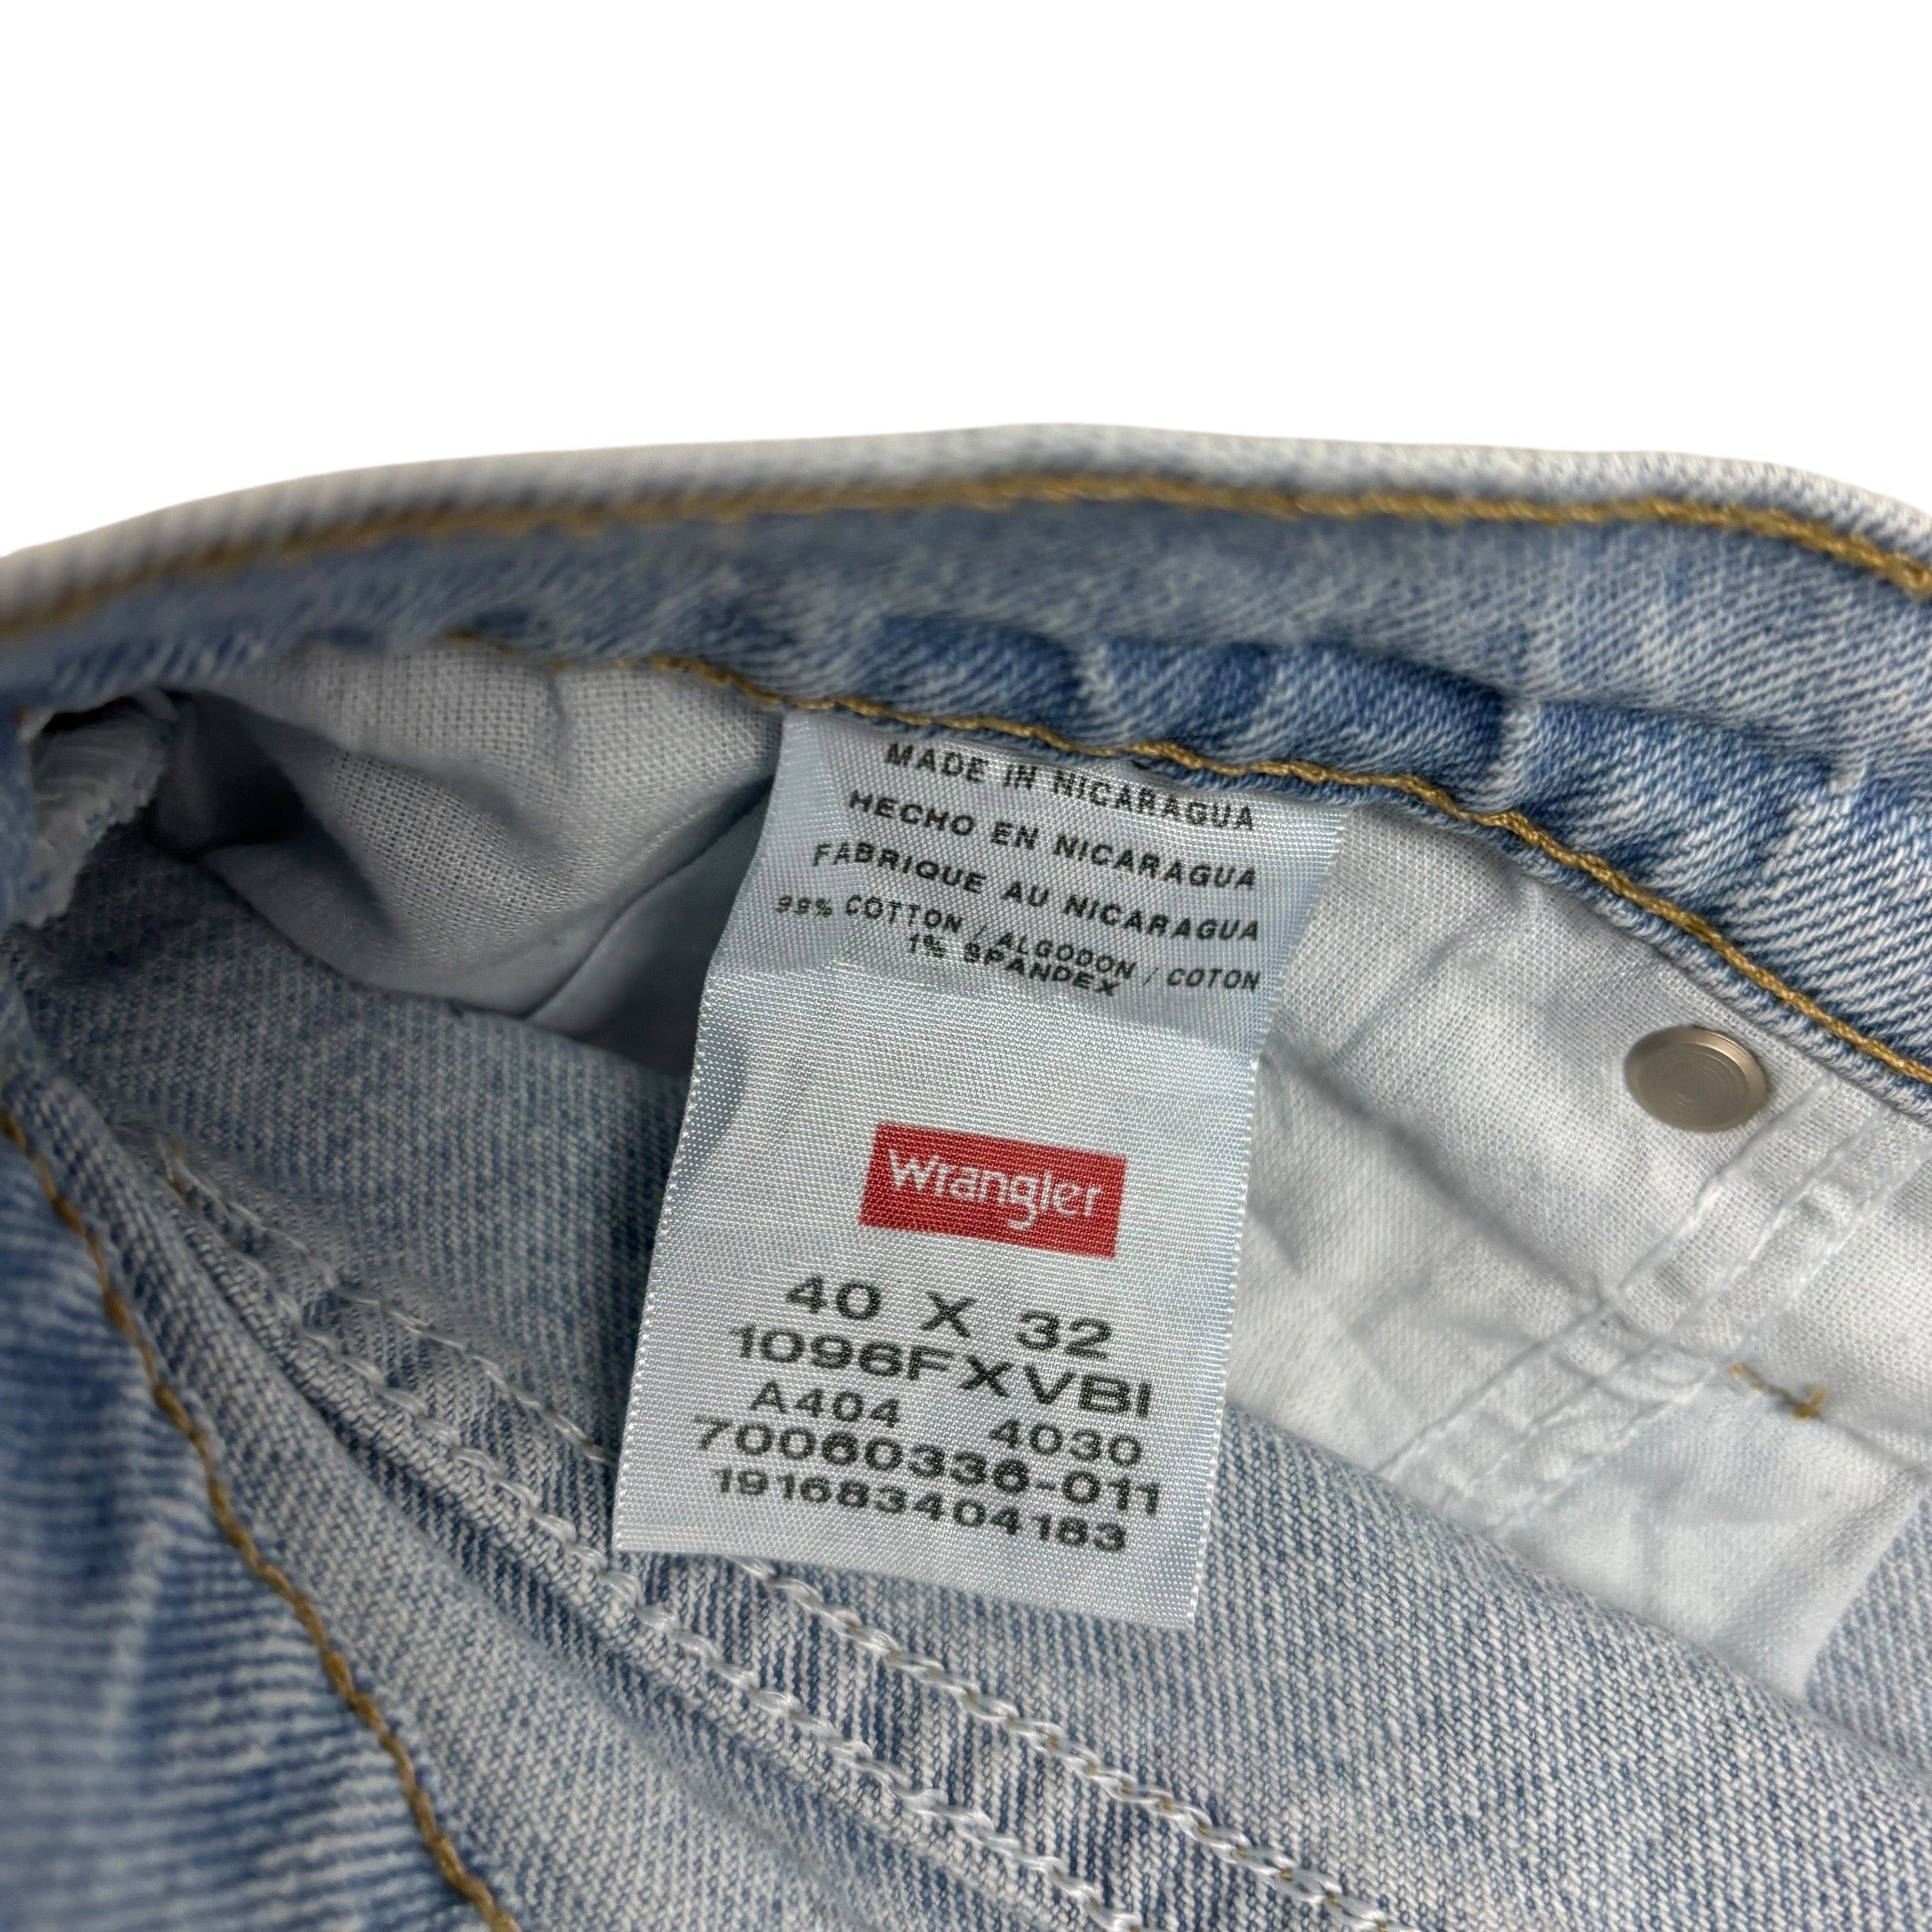 MADE IN NICARAGUA
HECHO EN NICARAGUA
FABRIQUE AU NICARAGUA
99% COTTON / ALGODON / COTON
1% SPANDEX
Wrangler
40 X 32
1096FXVBI
A404 4030
70060336-011
191683404183